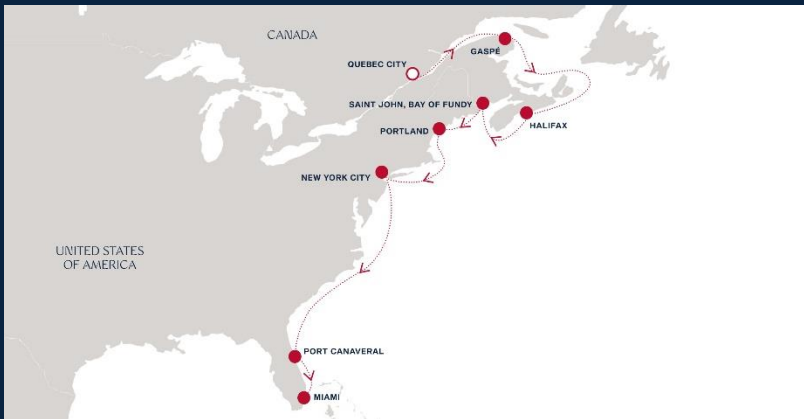 CANADA
GASPÉ
QUEBEC CITY
SAINT JOHN, BAY OF FUNDY
HALIFAX
PORTLAND
NEW YORK CITY
UNITED STATES
OF AMERICA
PORT CANAVERAL
MIAMI